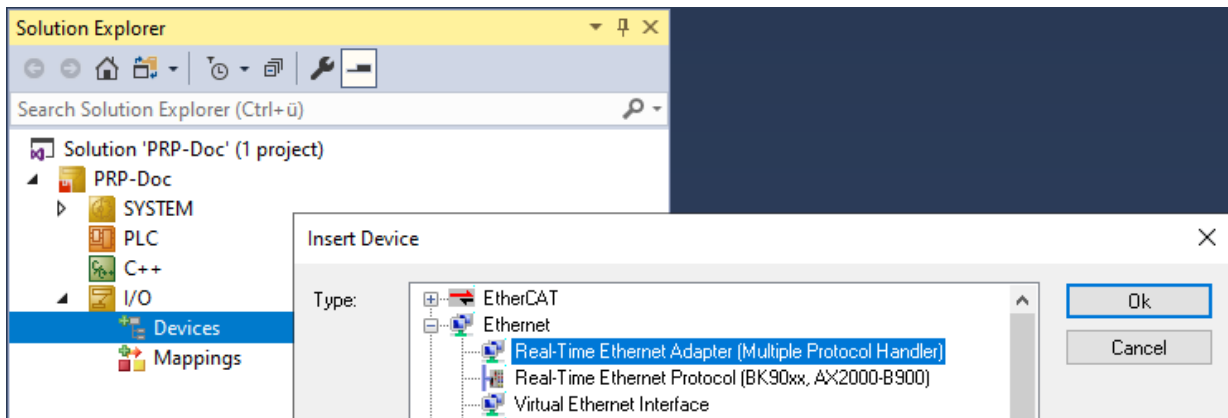 Solution Explorer
Search Solution Explorer (Ctrl+ü)
Solution 'PRP-Doc' (1 project)
PRP-Doc
SYSTEM
PLC
C++
I/O
Devices
Mappings
Insert Device
Type:
EtherCAT
Ethernet
Real-Time Ethernet Adapter (Multiple Protocol Handler)
Real-Time Ethernet Protocol (BK90xx, AX2000-B900)
Virtual Ethernet Interface
Ok
Cancel